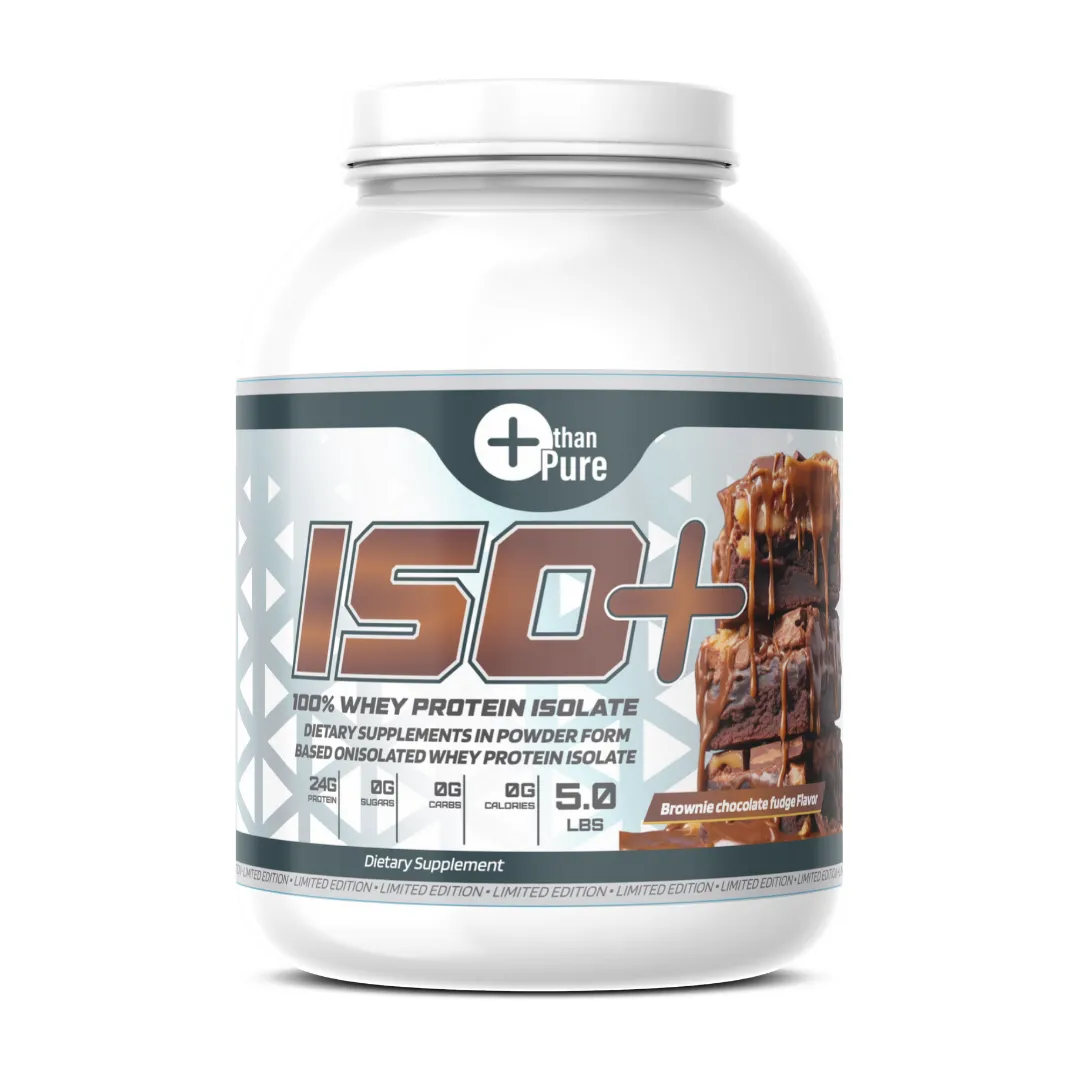 + than
Pure
ISO+
100% WHEY PROTEIN ISOLATE
DIETARY SUPPLEMENTS IN POWDER FORM
BASED ONISOLATED WHEY PROTEIN ISOLATE
24G
PROTEIN
0G
SUGARS
0G
CARBS
0G
CALORIES
5.0
LBS
Brownie chocolate fudge Flavor
Dietary Supplement
LIMITED EDITION • LIMITED EDITION • LIMITED EDITION • LIMITED EDITION • LIMITED EDITION • LIMITED EDITION • LIMITED EDITION